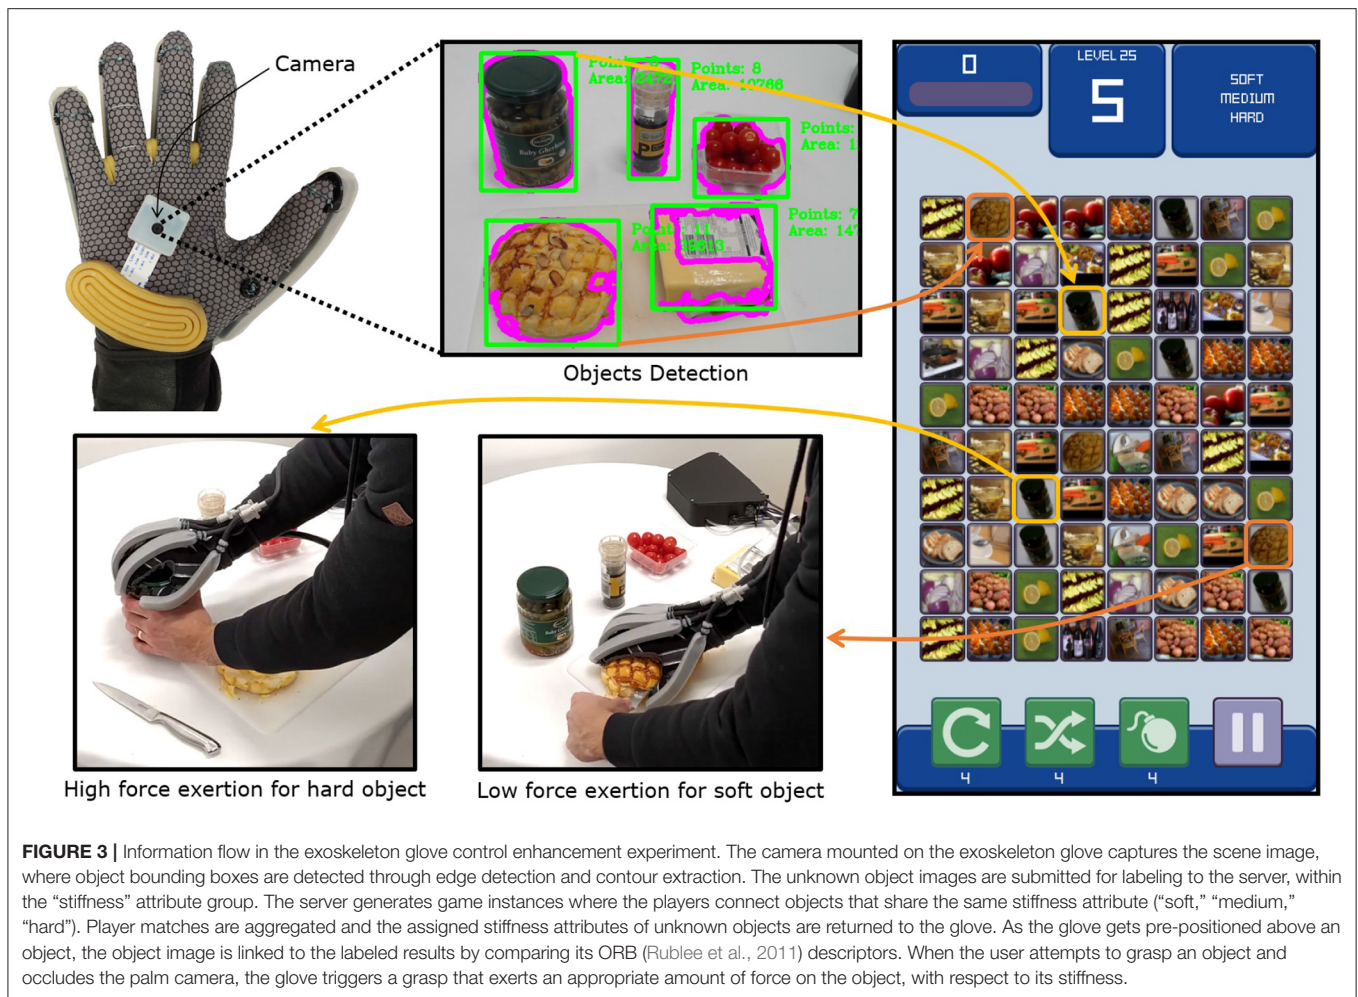 Camera
Points: 8
Area: 10766
Points:
Area: 1
Points: 11
Area:
Points: 7
Area: 147
Baby Gherkins
Objects Detection
0
LEVEL 25
5
SOFT
MEDIUM
HARD
4
4
4
High force exertion for hard object
Low force exertion for soft object
FIGURE 3 | Information flow in the exoskeleton glove control enhancement experiment. The camera mounted on the exoskeleton glove captures the scene image,
where object bounding boxes are detected through edge detection and contour extraction. The unknown object images are submitted for labeling to the server, within
the “stiffness” attribute group. The server generates game instances where the players connect objects that share the same stiffness attribute (“soft,” “medium,”
“hard”). Player matches are aggregated and the assigned stiffness attributes of unknown objects are returned to the glove. As the glove gets pre-positioned above an
object, the object image is linked to the labeled results by comparing its ORB (Rublee et al., 2011) descriptors. When the user attempts to grasp an object and
occludes the palm camera, the glove triggers a grasp that exerts an appropriate amount of force on the object, with respect to its stiffness.